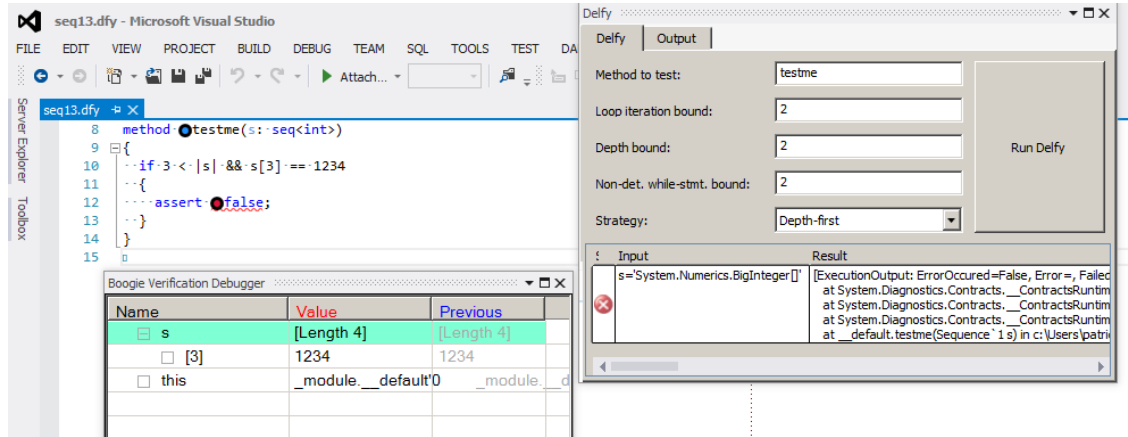 seq13.dfy - Microsoft Visual Studio
FILE EDIT VIEW PROJECT BUILD DEBUG TEAM SQL TOOLS TEST DA
Attach...
Server Explorer
Toolbox
seq13.dfy
8 method testme(s: seq<int>)
9 {
10 if 3 < |s| && s[3] == 1234
11 {
12 assert false;
13 }
14 }
15
Boogie Verification Debugger
Name Value Previous
s [Length 4] [Length 4]
[3] 1234 1234
this _module.__default'0 _module.__d
Delfy
Delfy Output
Method to test: testme
Loop iteration bound: 2
Depth bound: 2
Non-det. while-stmt. bound: 2
Strategy: Depth-first
Run Delfy
Input Result
s='System.Numerics.BigInteger[]' [ExecutionOutput: ErrorOccured=False, Error=, Failed
at System.Diagnostics.Contracts.__ContractsRuntim
at System.Diagnostics.Contracts.__ContractsRuntim
at System.Diagnostics.Contracts.__ContractsRuntim
at __default.testme(Sequence`1 s) in c:\Users\patri